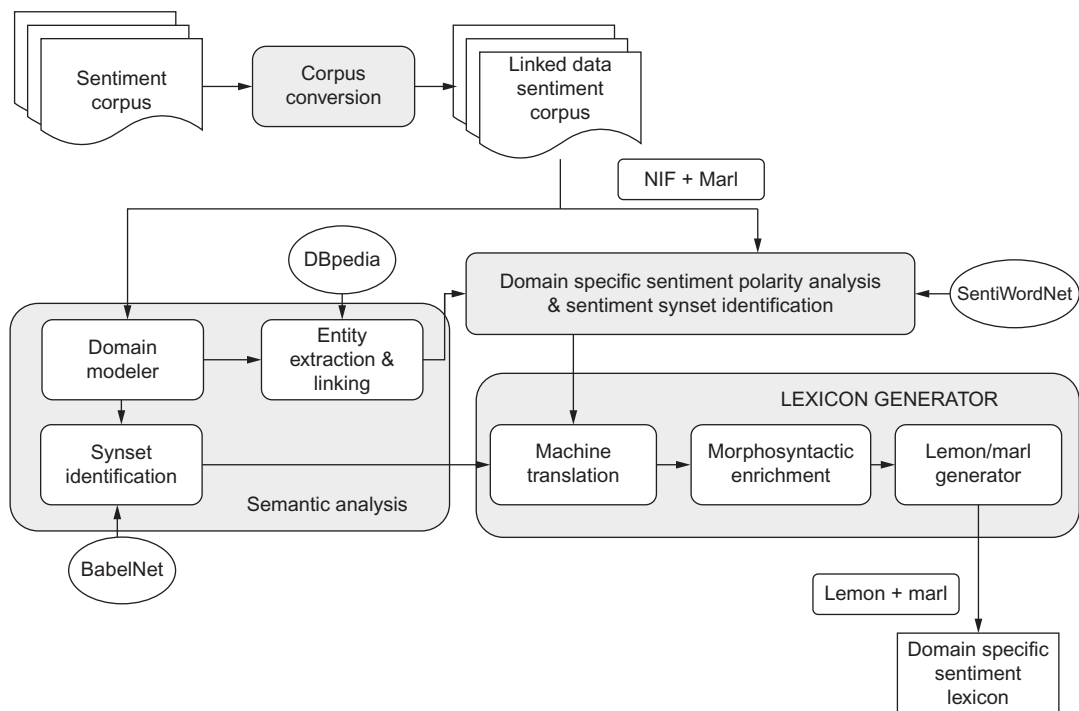 Sentiment
corpus
Corpus
conversion
Linked data
sentiment
corpus
NIF + Marl
DBpedia
Domain specific sentiment polarity analysis
& sentiment synset identification
SentiWordNet
Domain
modeler
Entity
extraction &
linking
Synset
identification
Semantic analysis
BabelNet
LEXICON GENERATOR
Machine
translation
Morphosyntactic
enrichment
Lemon/marl
generator
Lemon + marl
Domain specific
sentiment
lexicon